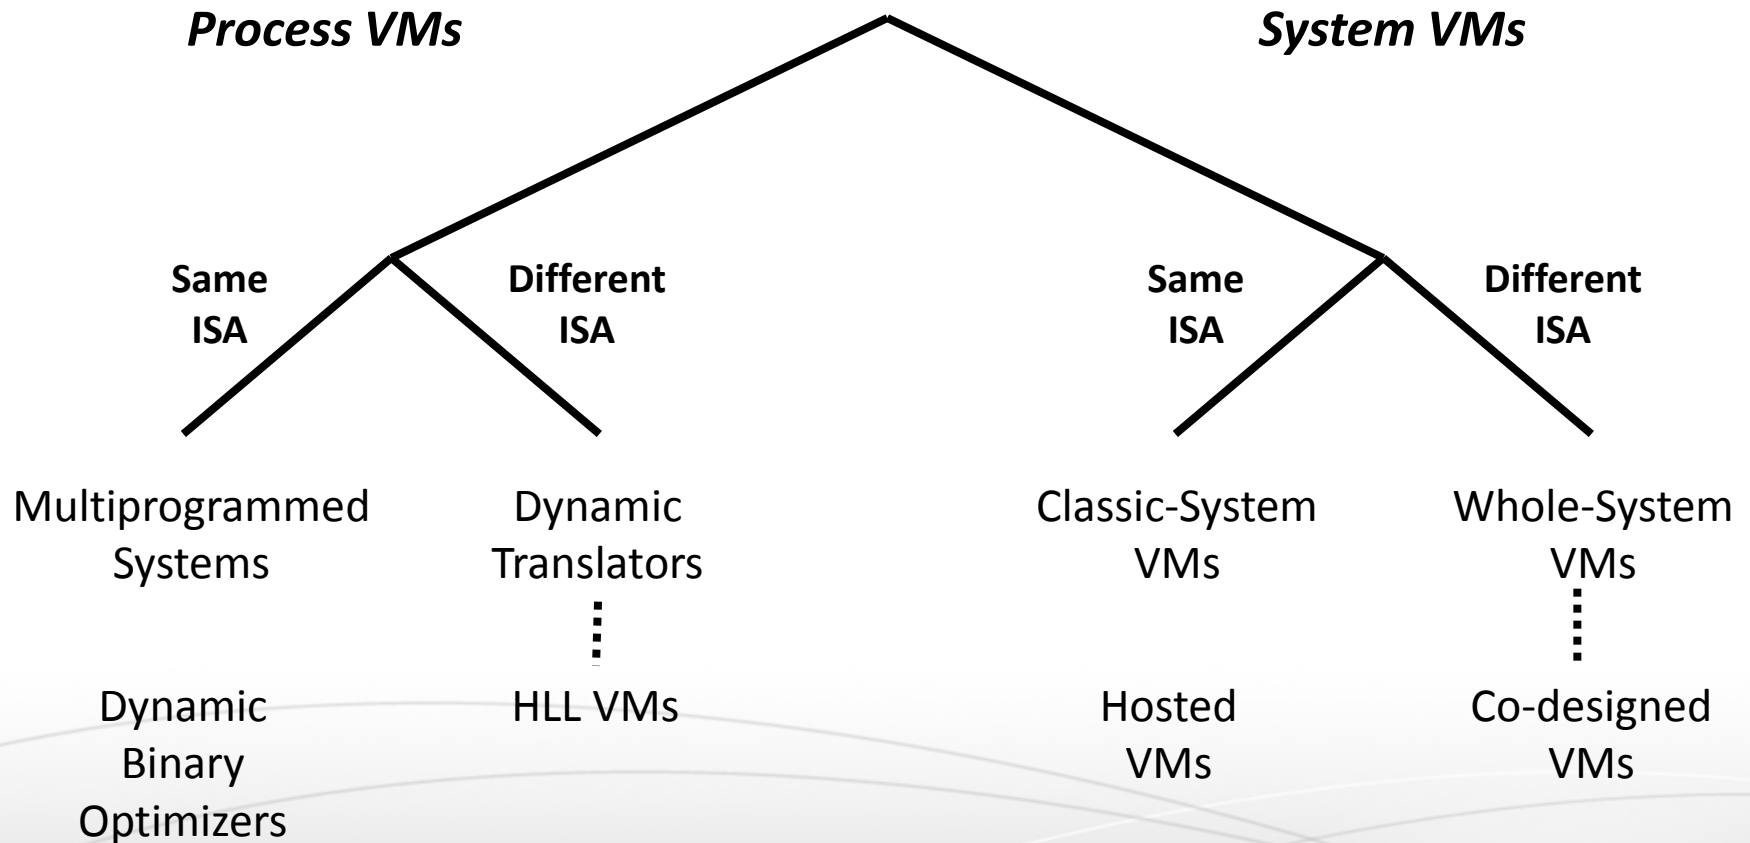 Process VMs
System VMs
Same
ISA
Different
ISA
Same
ISA
Different
ISA
Multiprogrammed
Systems
Dynamic
Translators
Classic-System
VMs
Whole-System
VMs
Dynamic
Binary
Optimizers
HLL VMs
Hosted
VMs
Co-designed
VMs